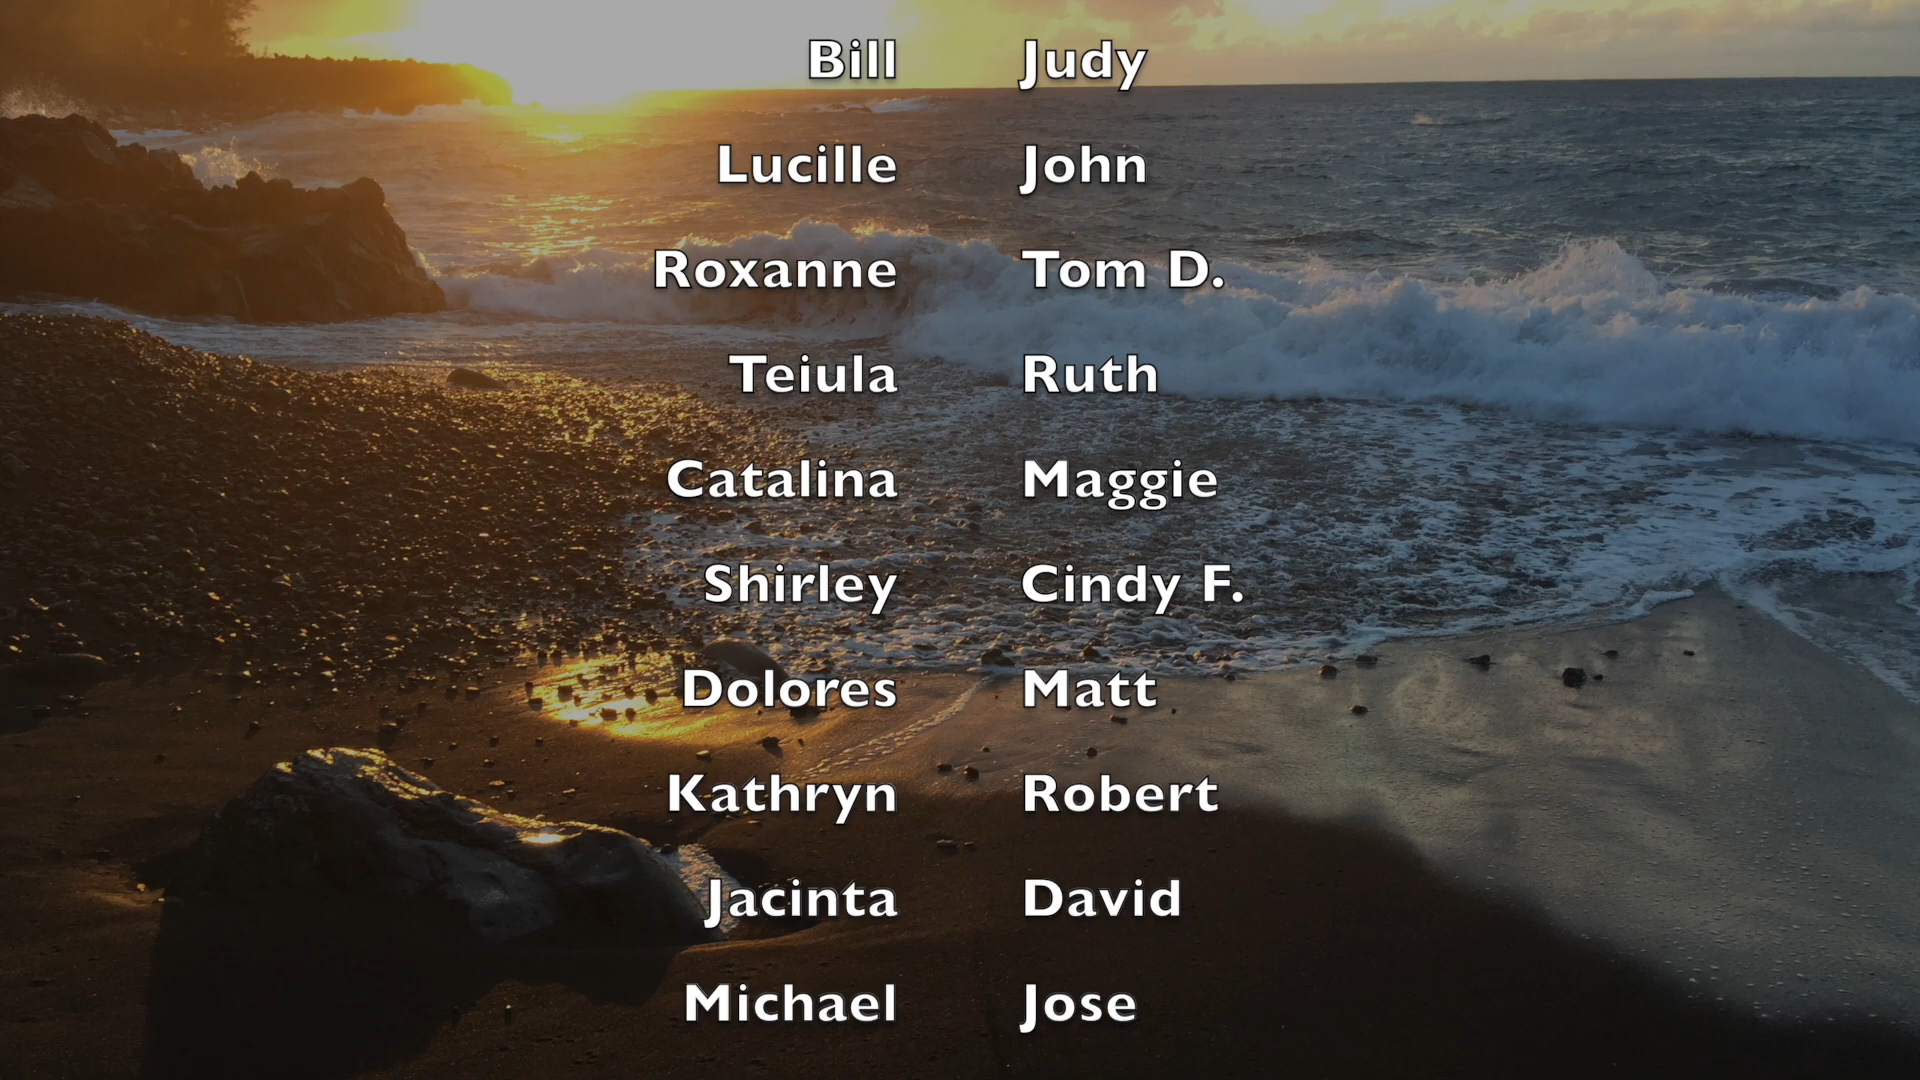 Bill Judy
Lucille John
Roxanne Tom D.
Teiula Ruth
Catalina Maggie
Shirley Cindy F.
Dolores Matt
Kathryn Robert
Jacinta David
Michael Jose